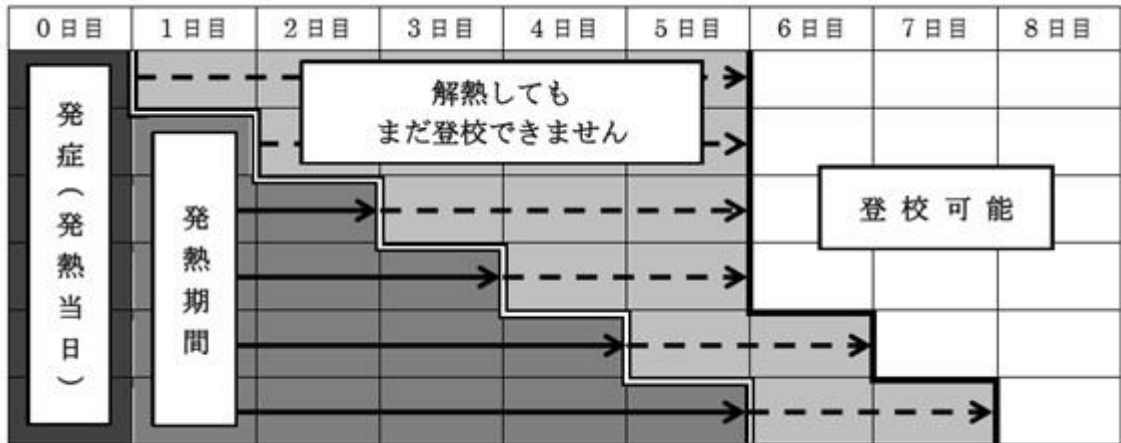 0日目 1日目 2日目 3日目 4日目 5日目 6日目 7日目 8日目
発症(発熱当日)
発熱期間
解熱しても
まだ登校できません
登校可能